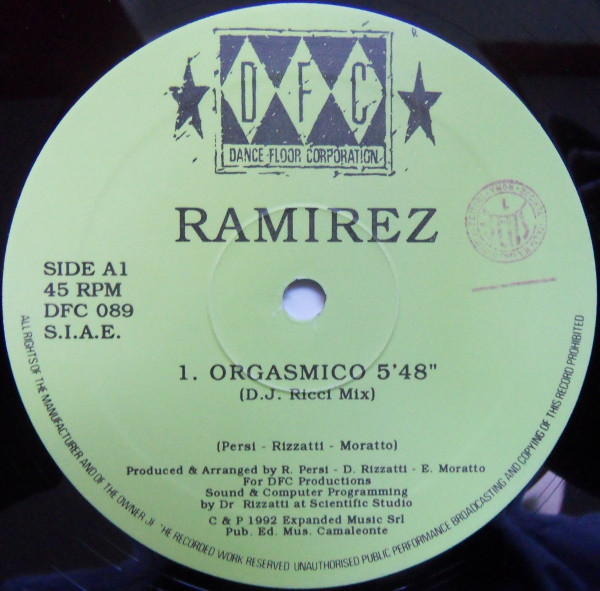 R
D F C
DANCE FLOOR CORPORATION
RAMIREZ
SIDE A1
45 RPM
DFC 089
S.I.A.E.
1. ORGASMICO 5'48"
(D.J. Ricci Mix)
(Persi - Rizzatti - Moratto)
Produced & Arranged by R. Persi - D. Rizzatti - E. Moratto
For DFC Productions
Sound & Computer Programming
by Dr Rizzatti at Scientific Studio
C & P 1992 Expanded Music Srl
Pub. Ed. Mus. Camaleonte
ALL RIGHTS OF THE MANUFACTURER AND OF THE OWNER JF "HE RECORDED WORK RESERVED UNAUTHORISED PUBLIC PERFORMANCE BROADCASTING AND COPYING OF THIS RECORD PROHIBITED